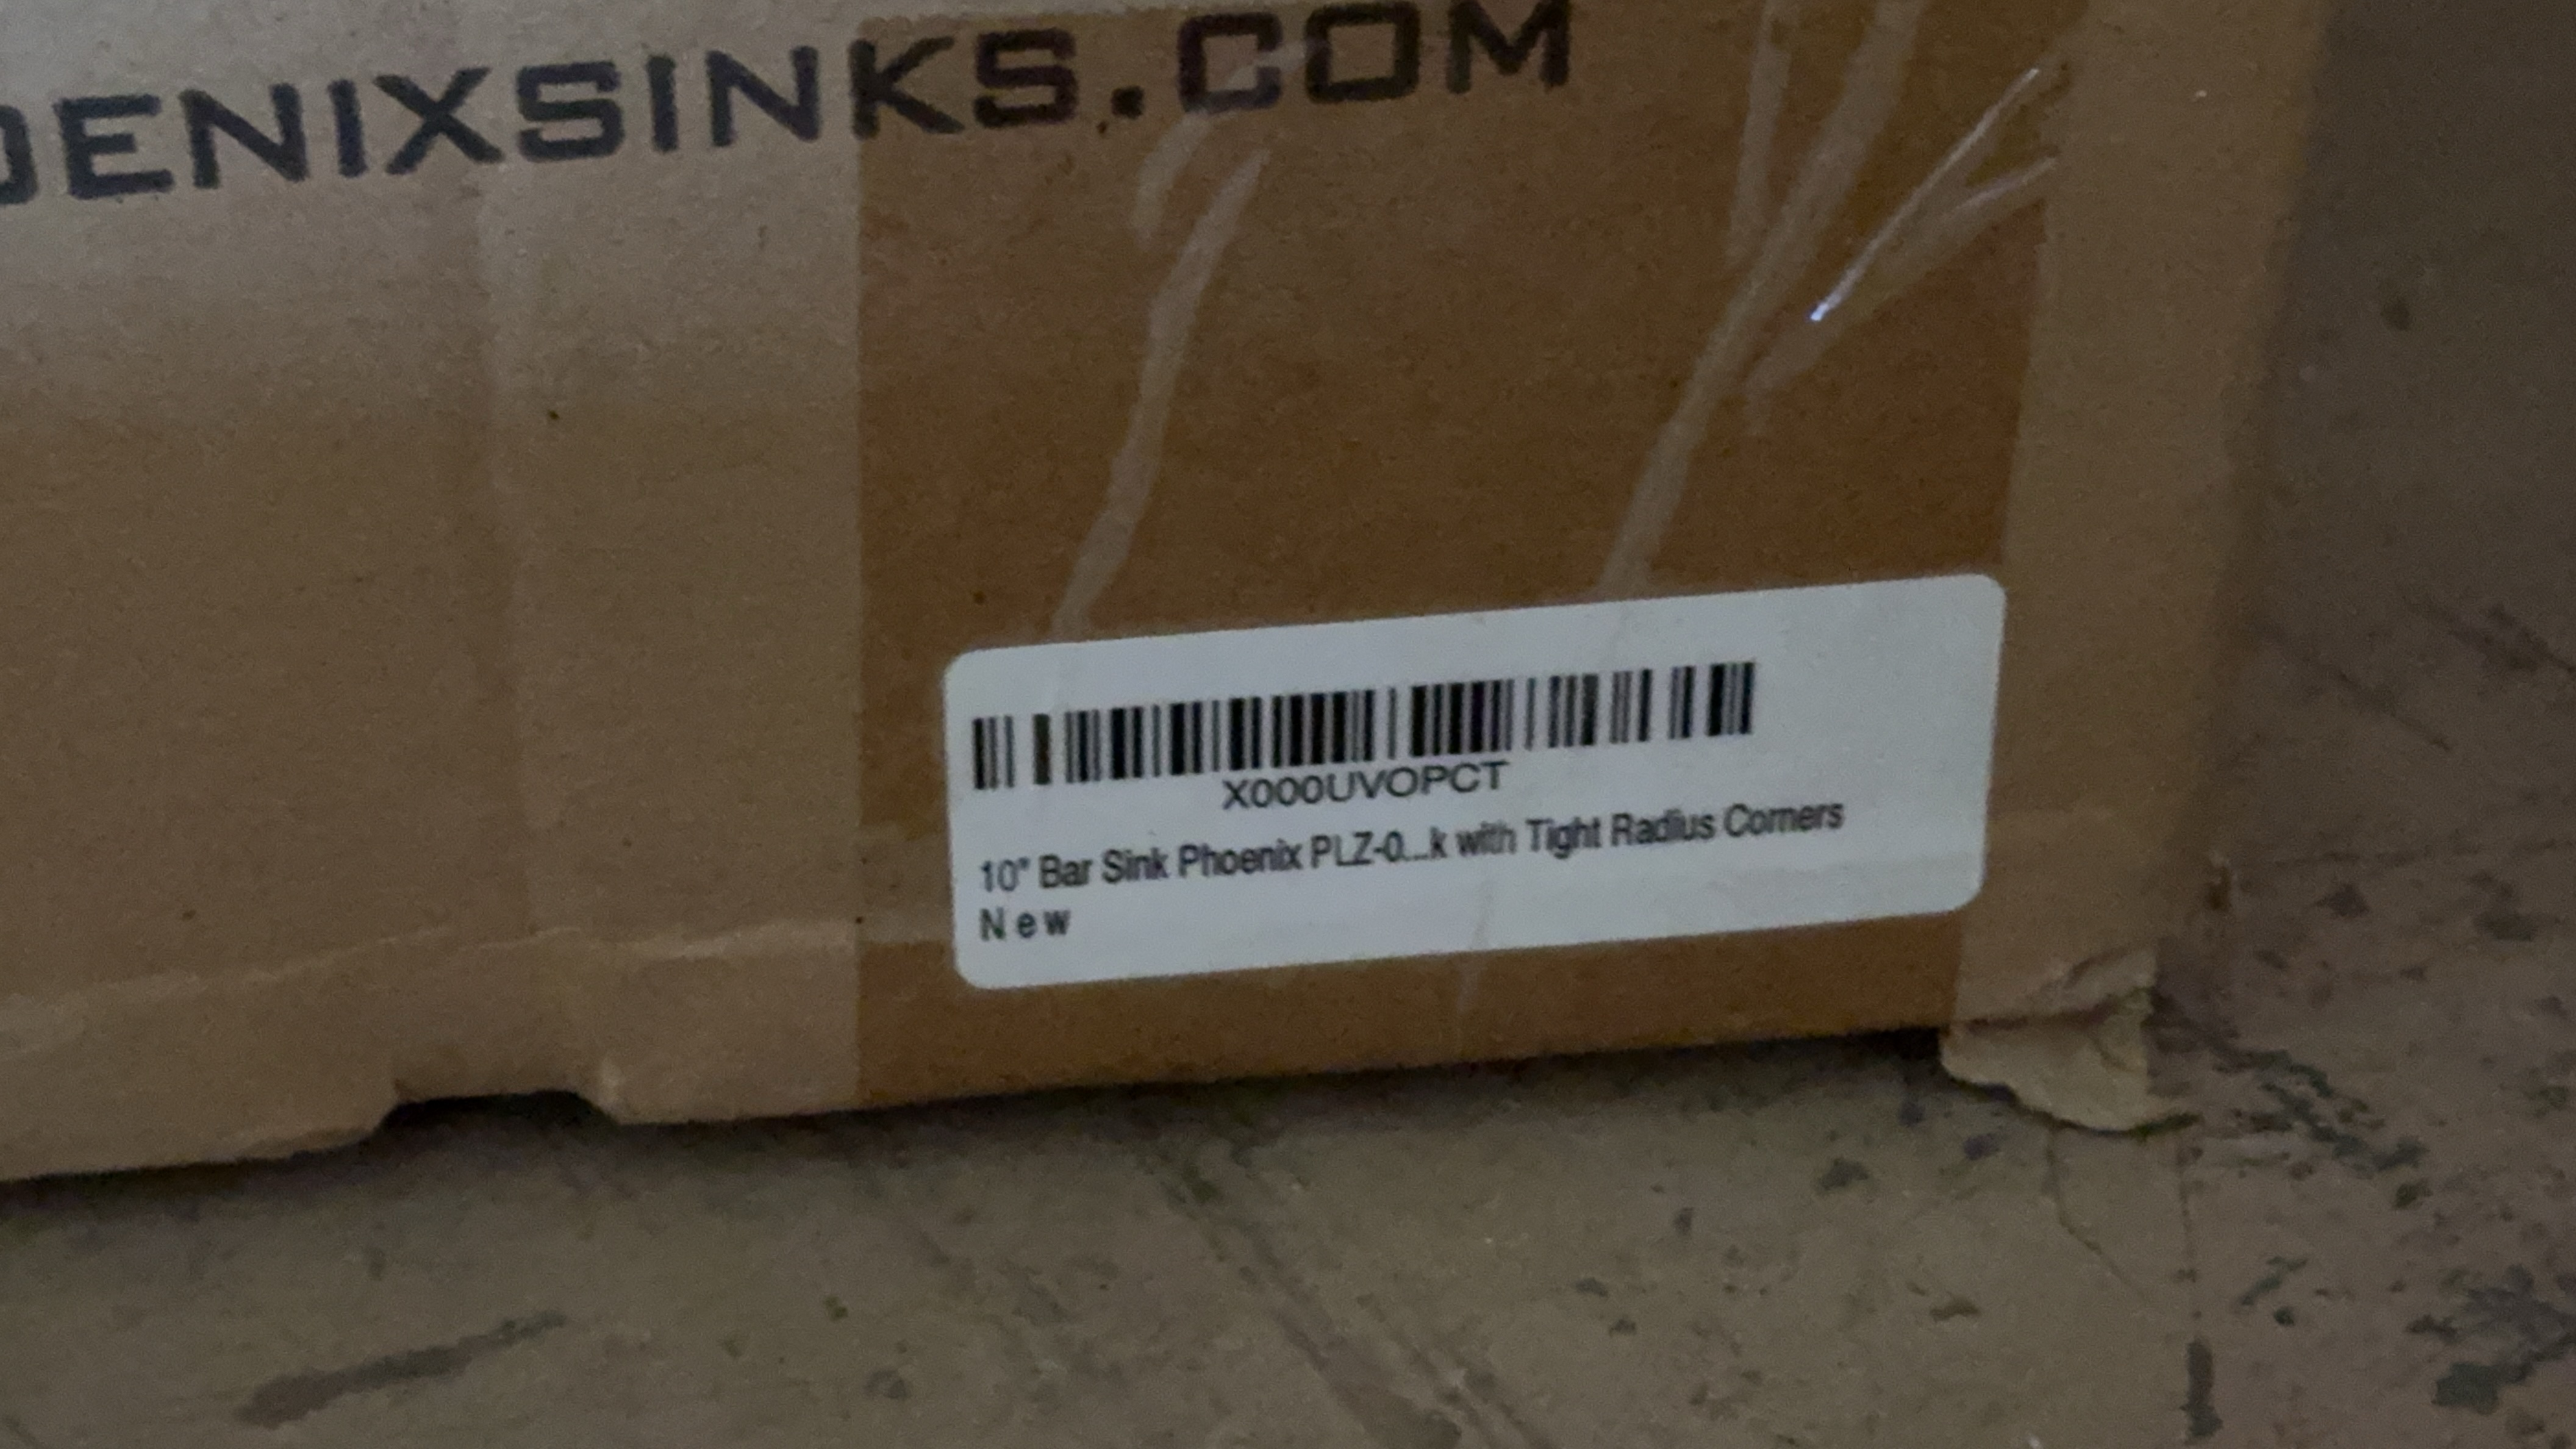 OENIXSINKS.COM
X000UVOPCT
10" Bar Sink Phoenix PLZ-0...k with Tight Radius Corners
New